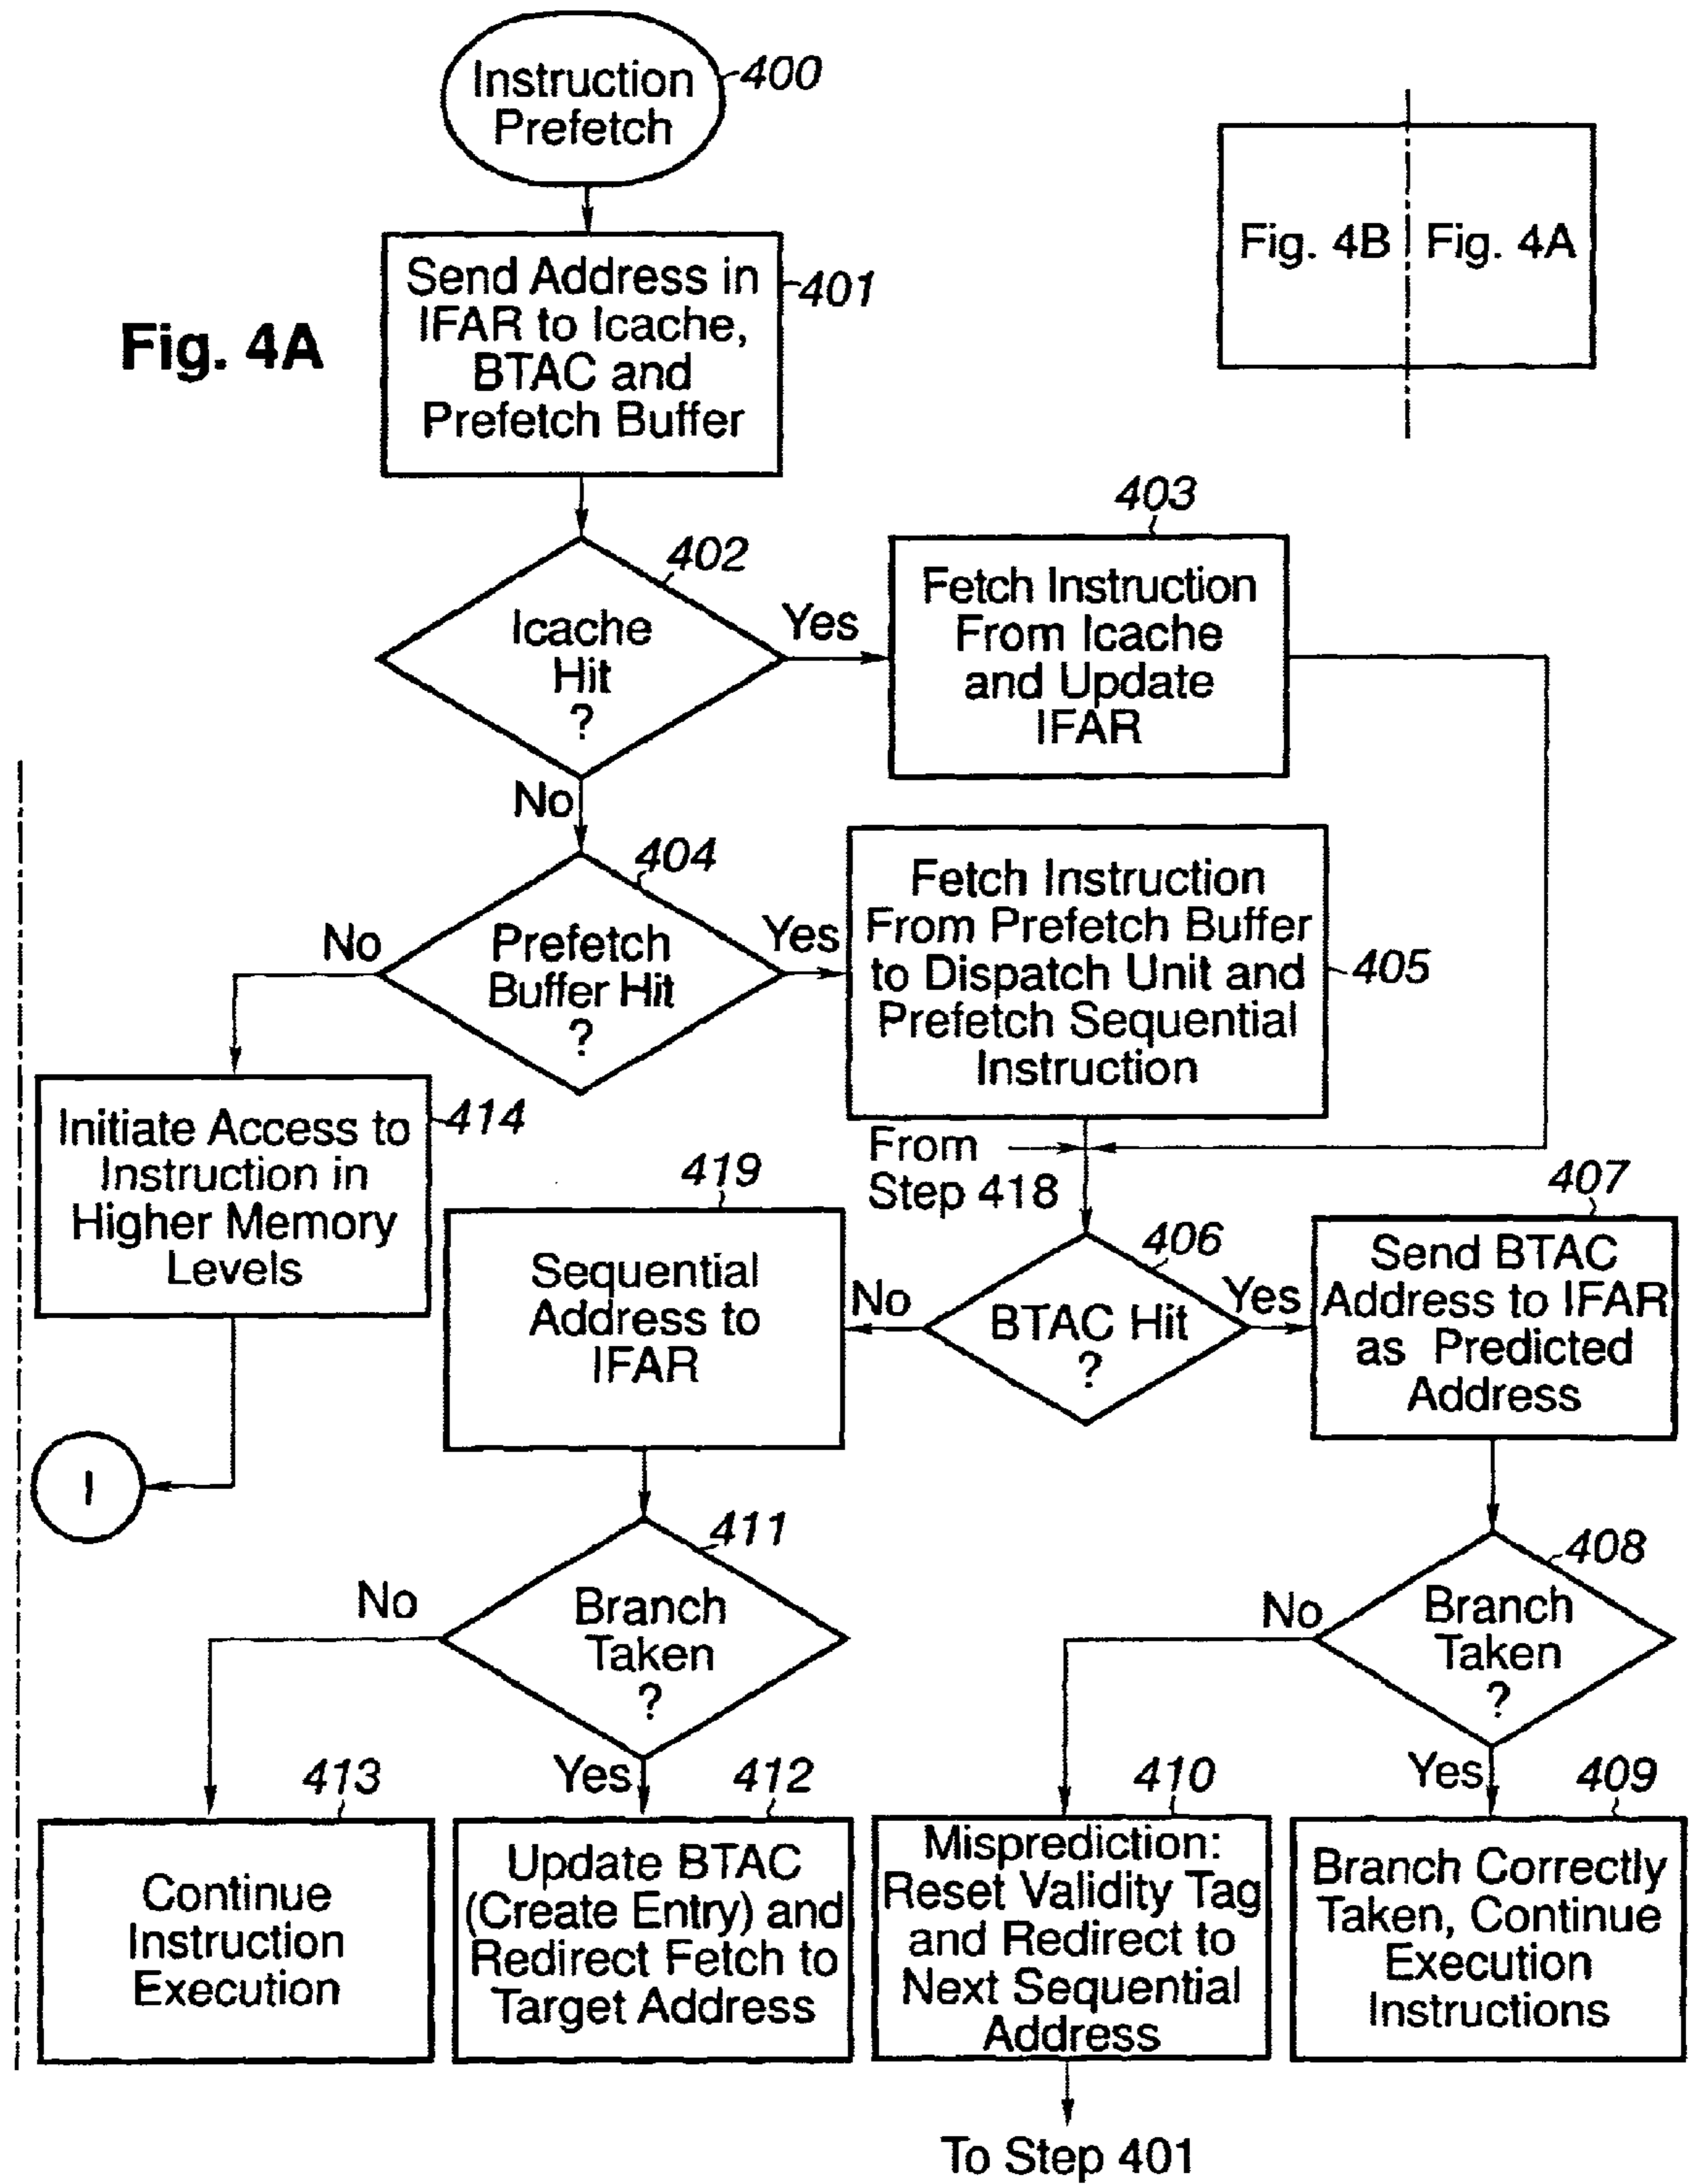 Instruction
Prefetch
400
Send Address in
IFAR to Icache,
BTAC and
Prefetch Buffer
401
Fig. 4A
Fig. 4B
Fig. 4A
402
Icache
Hit
?
Yes
No
403
Fetch Instruction
From Icache
and Update
IFAR
404
Prefetch
Buffer Hit
?
No
Yes
Fetch Instruction
From Prefetch Buffer
to Dispatch Unit and
Prefetch Sequential
Instruction
405
Initiate Access to
Instruction in
Higher Memory
Levels
414
From
Step 418
419
Sequential
Address to
IFAR
406
BTAC Hit
?
No
Yes
407
Send BTAC
Address to IFAR
as Predicted
Address
I
411
Branch
Taken
?
No
Yes
408
Branch
Taken
?
No
Yes
413
Continue
Instruction
Execution
412
Update BTAC
(Create Entry) and
Redirect Fetch to
Target Address
410
Misprediction:
Reset Validity Tag
and Redirect to
Next Sequential
Address
409
Branch Correctly
Taken, Continue
Execution
Instructions
To Step 401